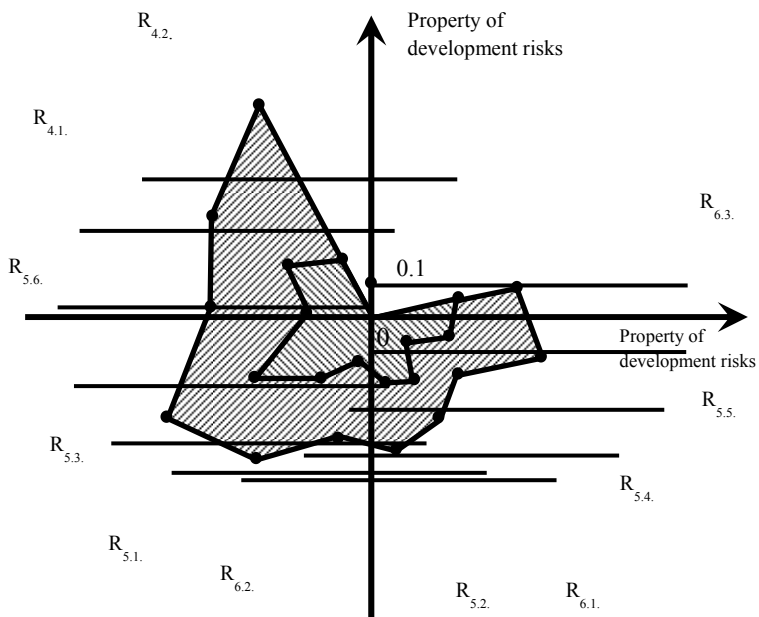 R4.2.
Property of
development risks
R4.1.
R6.3.
R5.6.
0.1
0
Property of
development risks
R5.5.
R5.3.
R5.4.
R5.1.
R6.2.
R5.2.
R6.1.